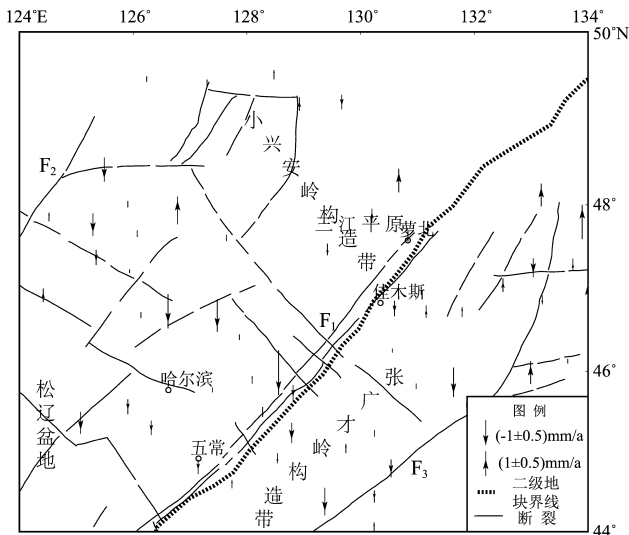 124°E
126°
128°
130°
132°
134°
50°N
48°
46°
44°
F2
小兴安岭构造带
三江平原
萝北
佳木斯
F1
哈尔滨
松辽盆地
五常
张广才岭构造带
F3
图 例
(-1±0.5)mm/a
(1±0.5)mm/a
二级地
块界线
断 裂